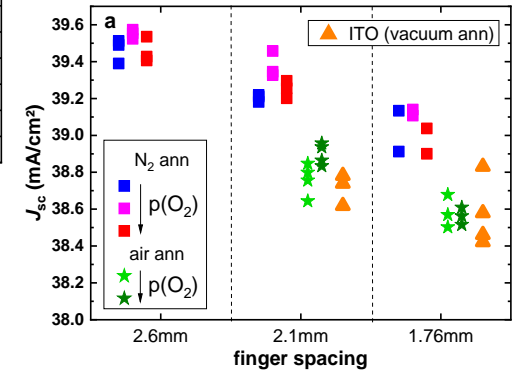 39.6
39.4
39.2
39.0
38.8
38.6
38.4
38.2
38.0
J_sc (mA/cm²)
a
ITO (vacuum ann)
N₂ ann
p(O₂)
air ann
p(O₂)
2.6mm
2.1mm
1.76mm
finger spacing